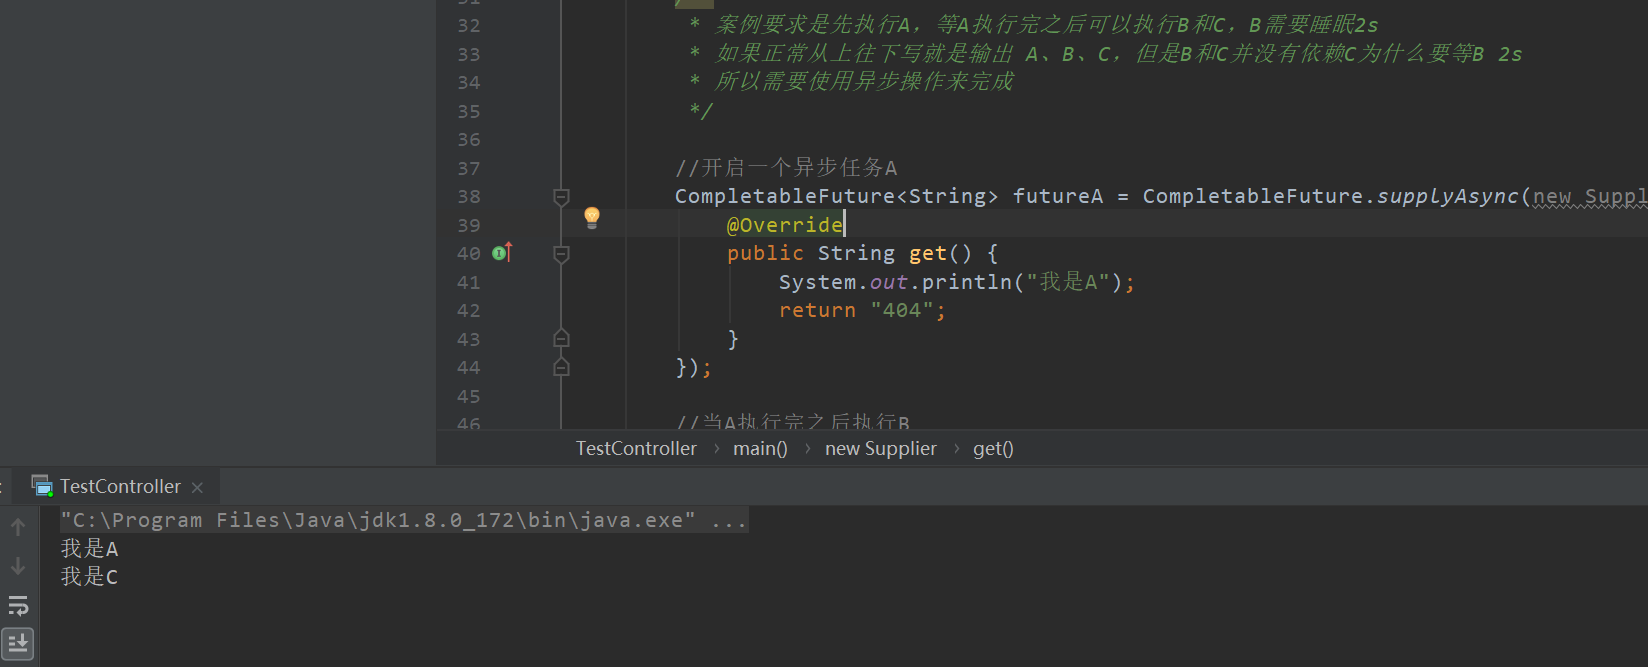 32 * 案例要求是先执行A，等A执行完之后可以执行B和C，B需要睡眠2s
33 * 如果正常从上往下写就是输出 A、B、C，但是B和C并没有依赖C为什么要等B 2s
34 * 所以需要使用异步操作来完成
35 */
36
37 //开启一个异步任务A
38 CompletableFuture<String> futureA = CompletableFuture.supplyAsync(new Suppl
39 @Override
40 public String get() {
41 System.out.println("我是A");
42 return "404";
43 }
44 });
45
46 //当A执行完之后执行B
TestController › main() › new Supplier › get()
TestController ×
"C:\Program Files\Java\jdk1.8.0_172\bin\java.exe" ...
我是A
我是C